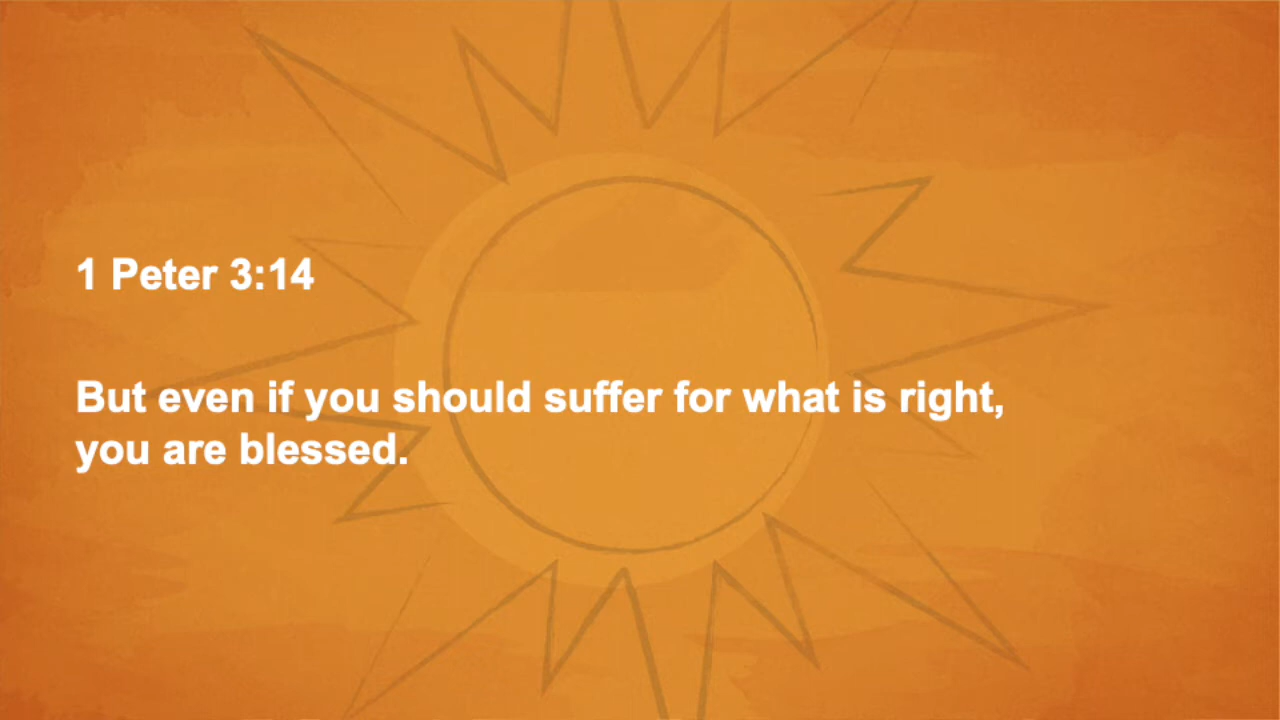 1 Peter 3:14
But even if you should suffer for what is right,
you are blessed.